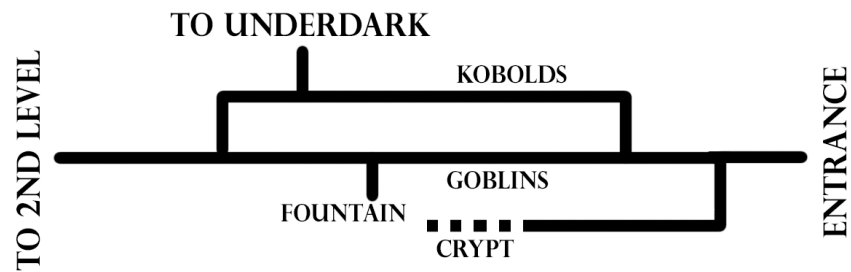 TO UNDERDARK
KOBOLDS
TO 2ND LEVEL
ENTRANCE
GOBLINS
FOUNTAIN
CRYPT